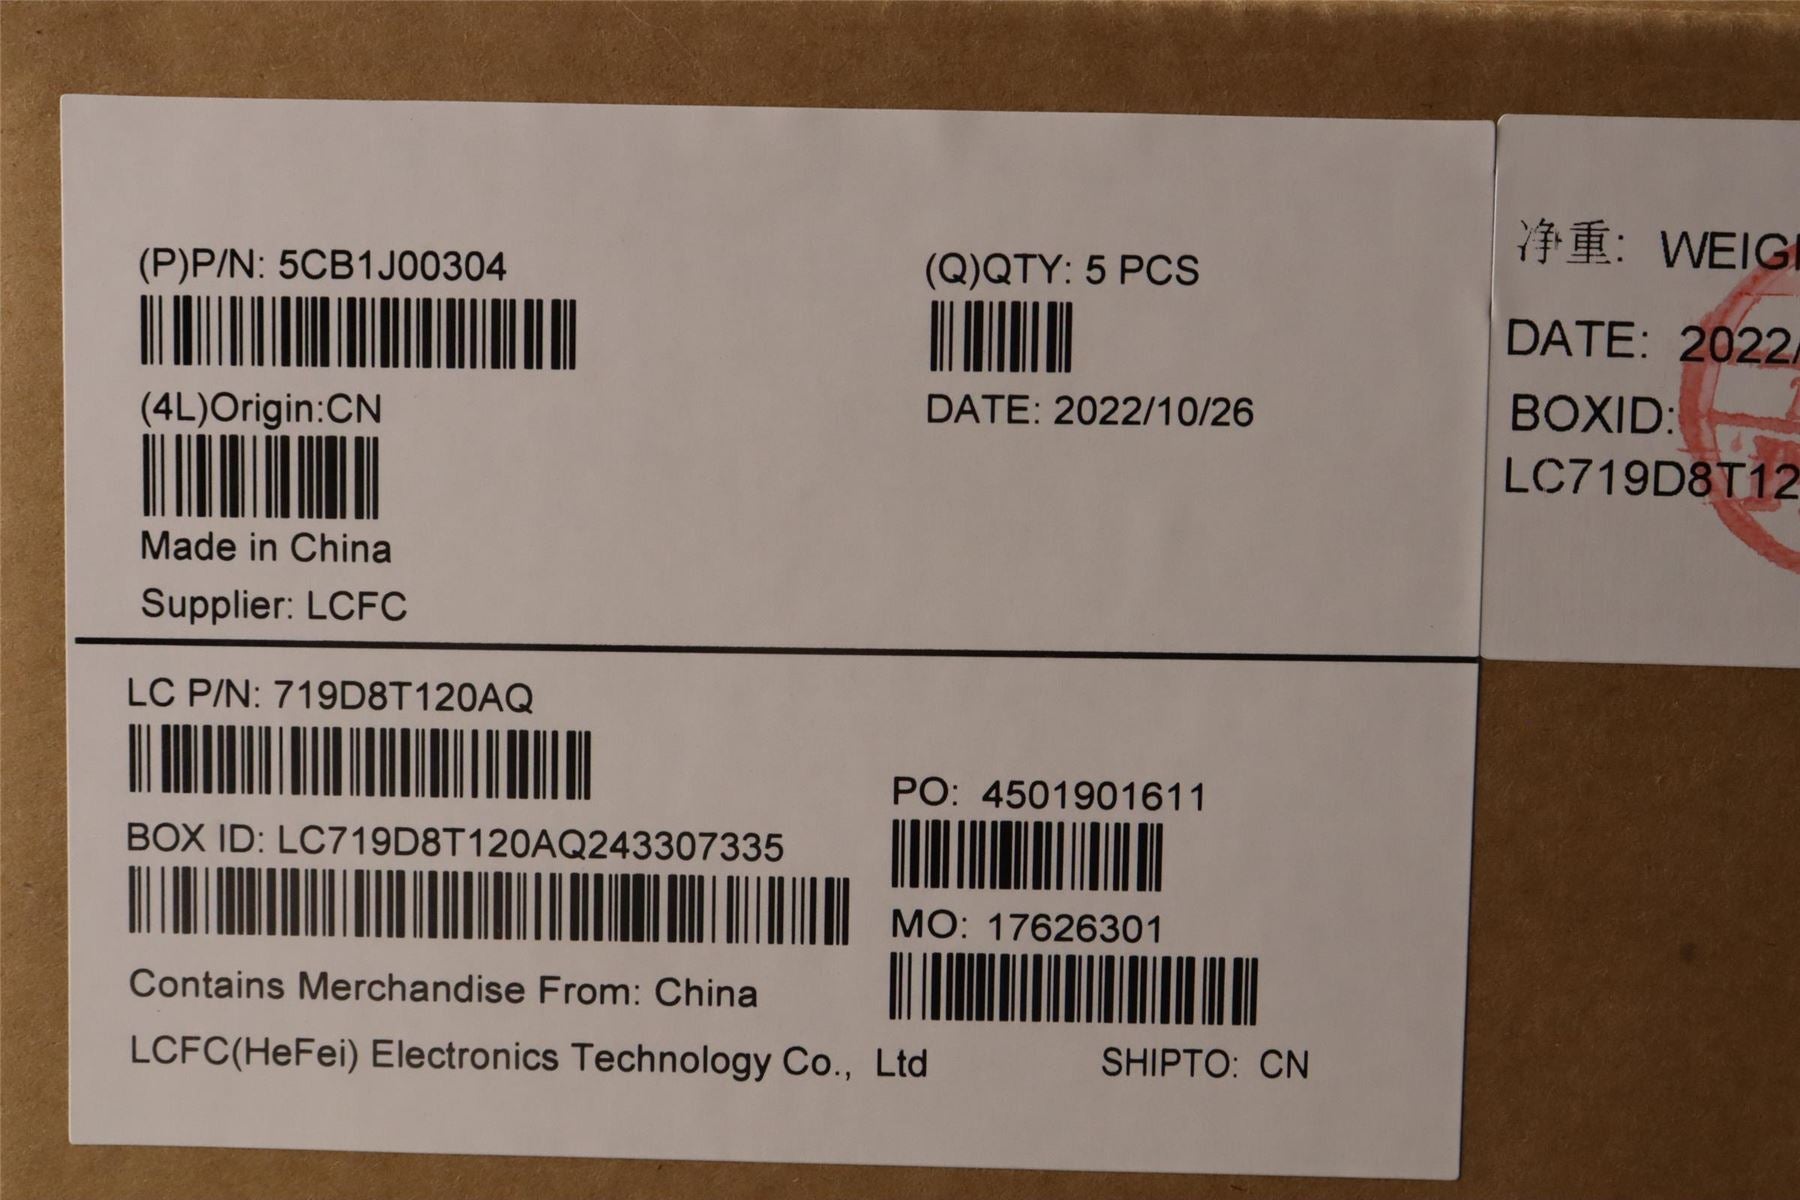 (P)P/N: 5CB1J00304
(Q)QTY: 5 PCS
(4L)Origin:CN
DATE: 2022/10/26
Made in China
Supplier: LCFC
LC P/N: 719D8T120AQ
PO: 4501901611
BOX ID: LC719D8T120AQ243307335
MO: 17626301
Contains Merchandise From: China
LCFC(HeFei) Electronics Technology Co., Ltd
SHIPTO: CN
净重:
DATE: 2022/
BOXID:
LC719D8T12